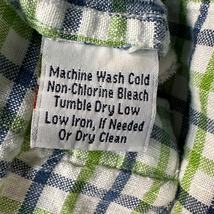 Machine Wash Cold
Non-Chlorine Bleach
Tumble Dry Low
Low Iron, If Needed
Or Dry Clean